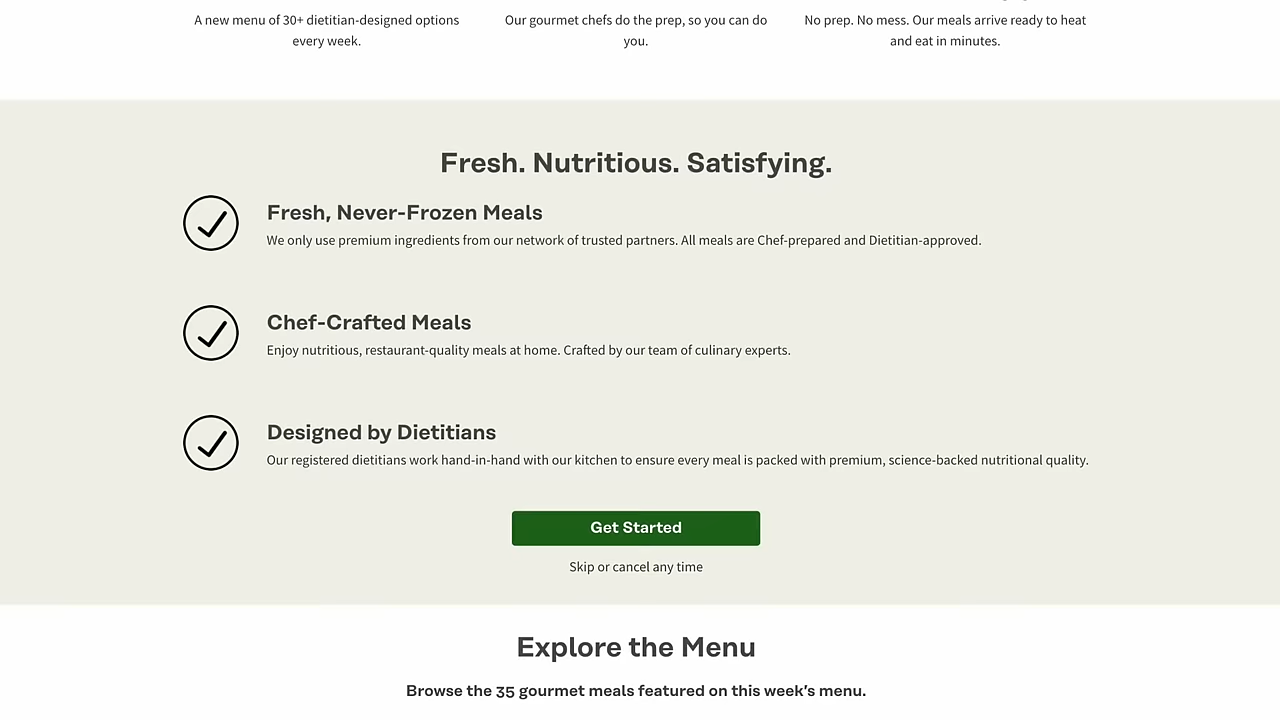 A new menu of 30+ dietitian-designed options
every week.
Our gourmet chefs do the prep, so you can do
you.
No prep. No mess. Our meals arrive ready to heat
and eat in minutes.
Fresh. Nutritious. Satisfying.
Fresh, Never-Frozen Meals
We only use premium ingredients from our network of trusted partners. All meals are Chef-prepared and Dietitian-approved.
Chef-Crafted Meals
Enjoy nutritious, restaurant-quality meals at home. Crafted by our team of culinary experts.
Designed by Dietitians
Our registered dietitians work hand-in-hand with our kitchen to ensure every meal is packed with premium, science-backed nutritional quality.
Get Started
Skip or cancel any time
Explore the Menu
Browse the 35 gourmet meals featured on this week's menu.